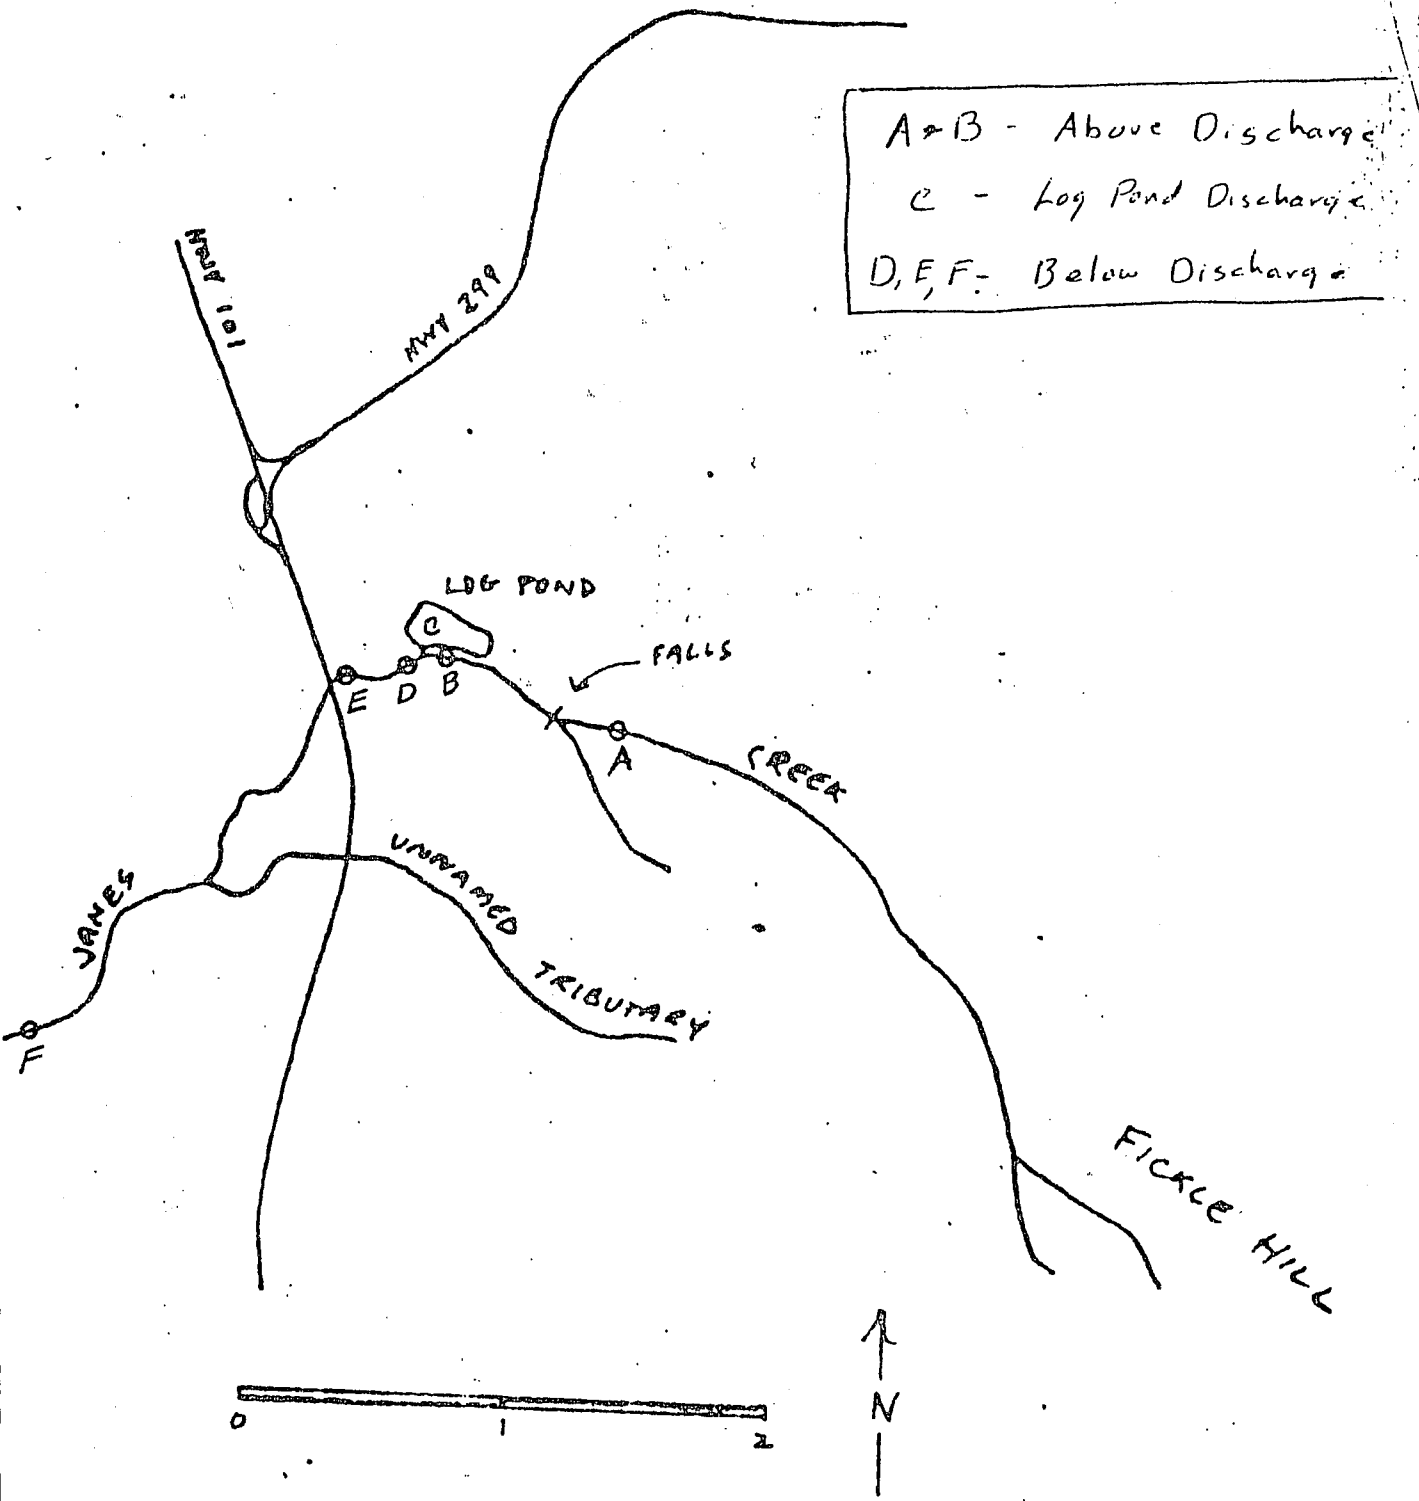 A & B - Above Discharge
C - Log Pond Discharge
D, E, F - Below Discharge
HWY 101
HWY 299
LOG POND
C
FALLS
E
D
B
A
CREEK
UNNAMED
TRIBUTARY
JANES
F
FICKLE HILL
0
1
2
N